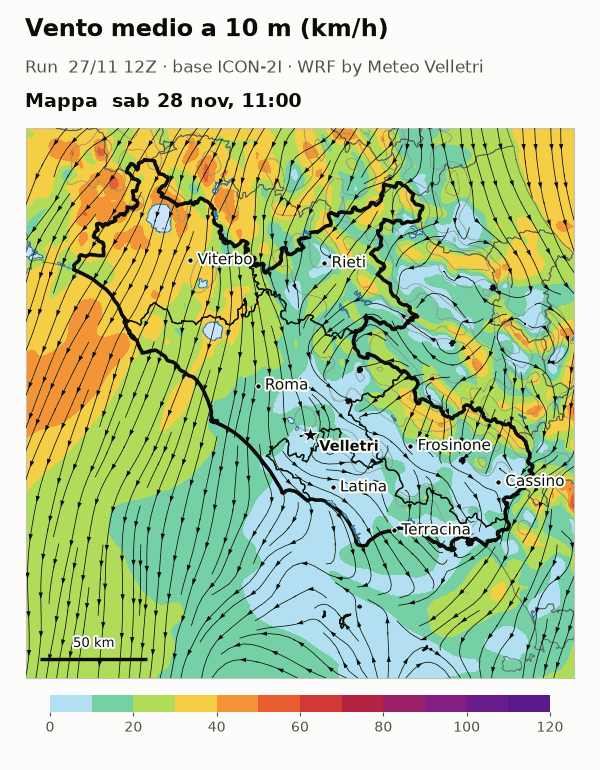 Vento medio a 10 m (km/h)
Run 27/11 12Z · base ICON-2I · WRF by Meteo Velletri
Mappa sab 28 nov, 11:00
Viterbo
Rieti
Roma
Velletri
Frosinone
Cassino
Latina
Terracina
50 km
0 20 40 60 80 100 120